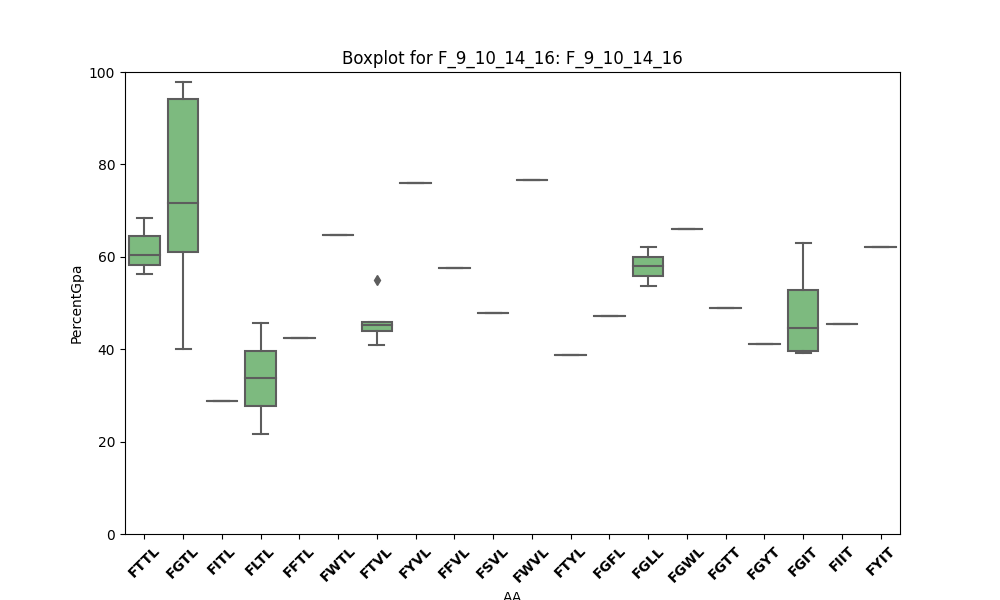 Boxplot for F_9_10_14_16: F_9_10_14_16
100
80
60
40
20
0
PercentGpa
FTTL FGTL FITL FLTL FFTL FWTL FTVL FYVL FFVL FSVL FWVL FTYL FGFL FGLL FGWL FGTT FGYT FGIT FIIT FYIT
AA